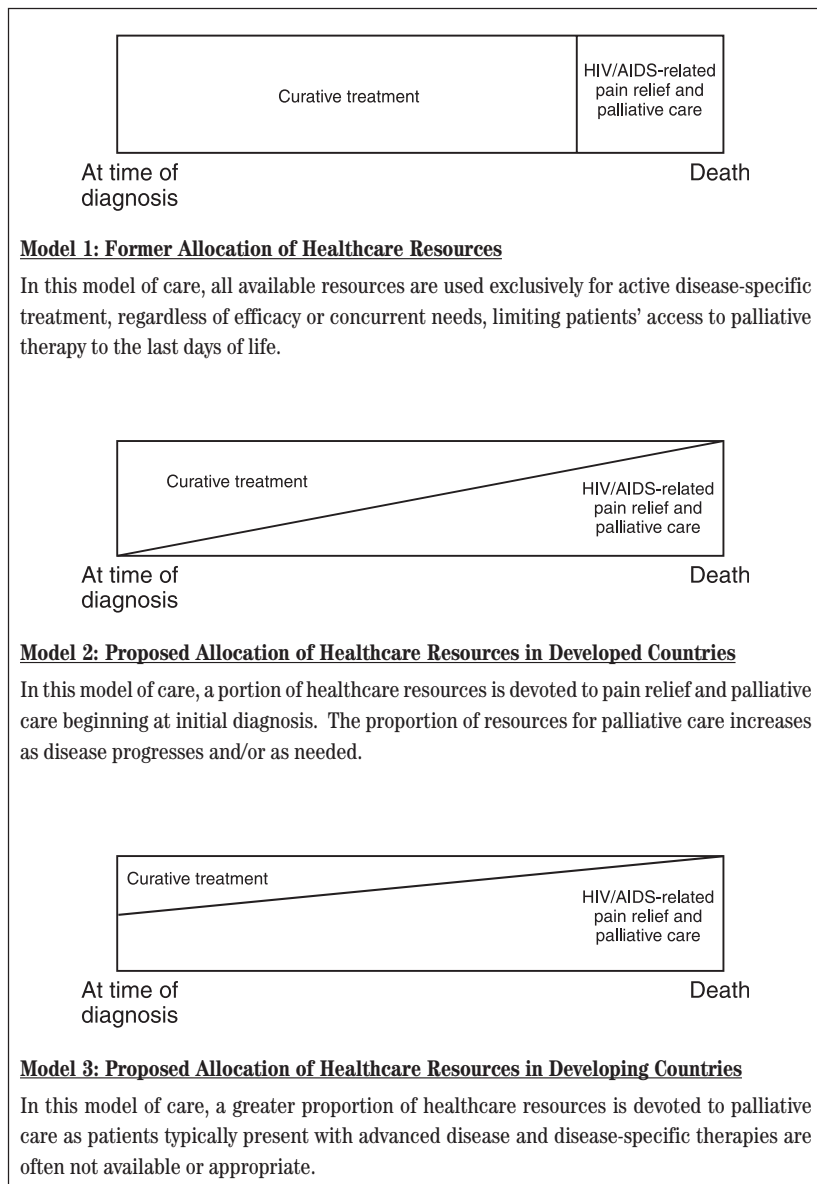 Curative treatment
HIV/AIDS-related
pain relief and
palliative care
At time of
diagnosis
Death
Model 1: Former Allocation of Healthcare Resources
In this model of care, all available resources are used exclusively for active disease-specific
treatment, regardless of efficacy or concurrent needs, limiting patients' access to palliative
therapy to the last days of life.
Curative treatment
HIV/AIDS-related
pain relief and
palliative care
At time of
diagnosis
Death
Model 2: Proposed Allocation of Healthcare Resources in Developed Countries
In this model of care, a portion of healthcare resources is devoted to pain relief and palliative
care beginning at initial diagnosis. The proportion of resources for palliative care increases
as disease progresses and/or as needed.
Curative treatment
HIV/AIDS-related
pain relief and
palliative care
At time of
diagnosis
Death
Model 3: Proposed Allocation of Healthcare Resources in Developing Countries
In this model of care, a greater proportion of healthcare resources is devoted to palliative
care as patients typically present with advanced disease and disease-specific therapies are
often not available or appropriate.